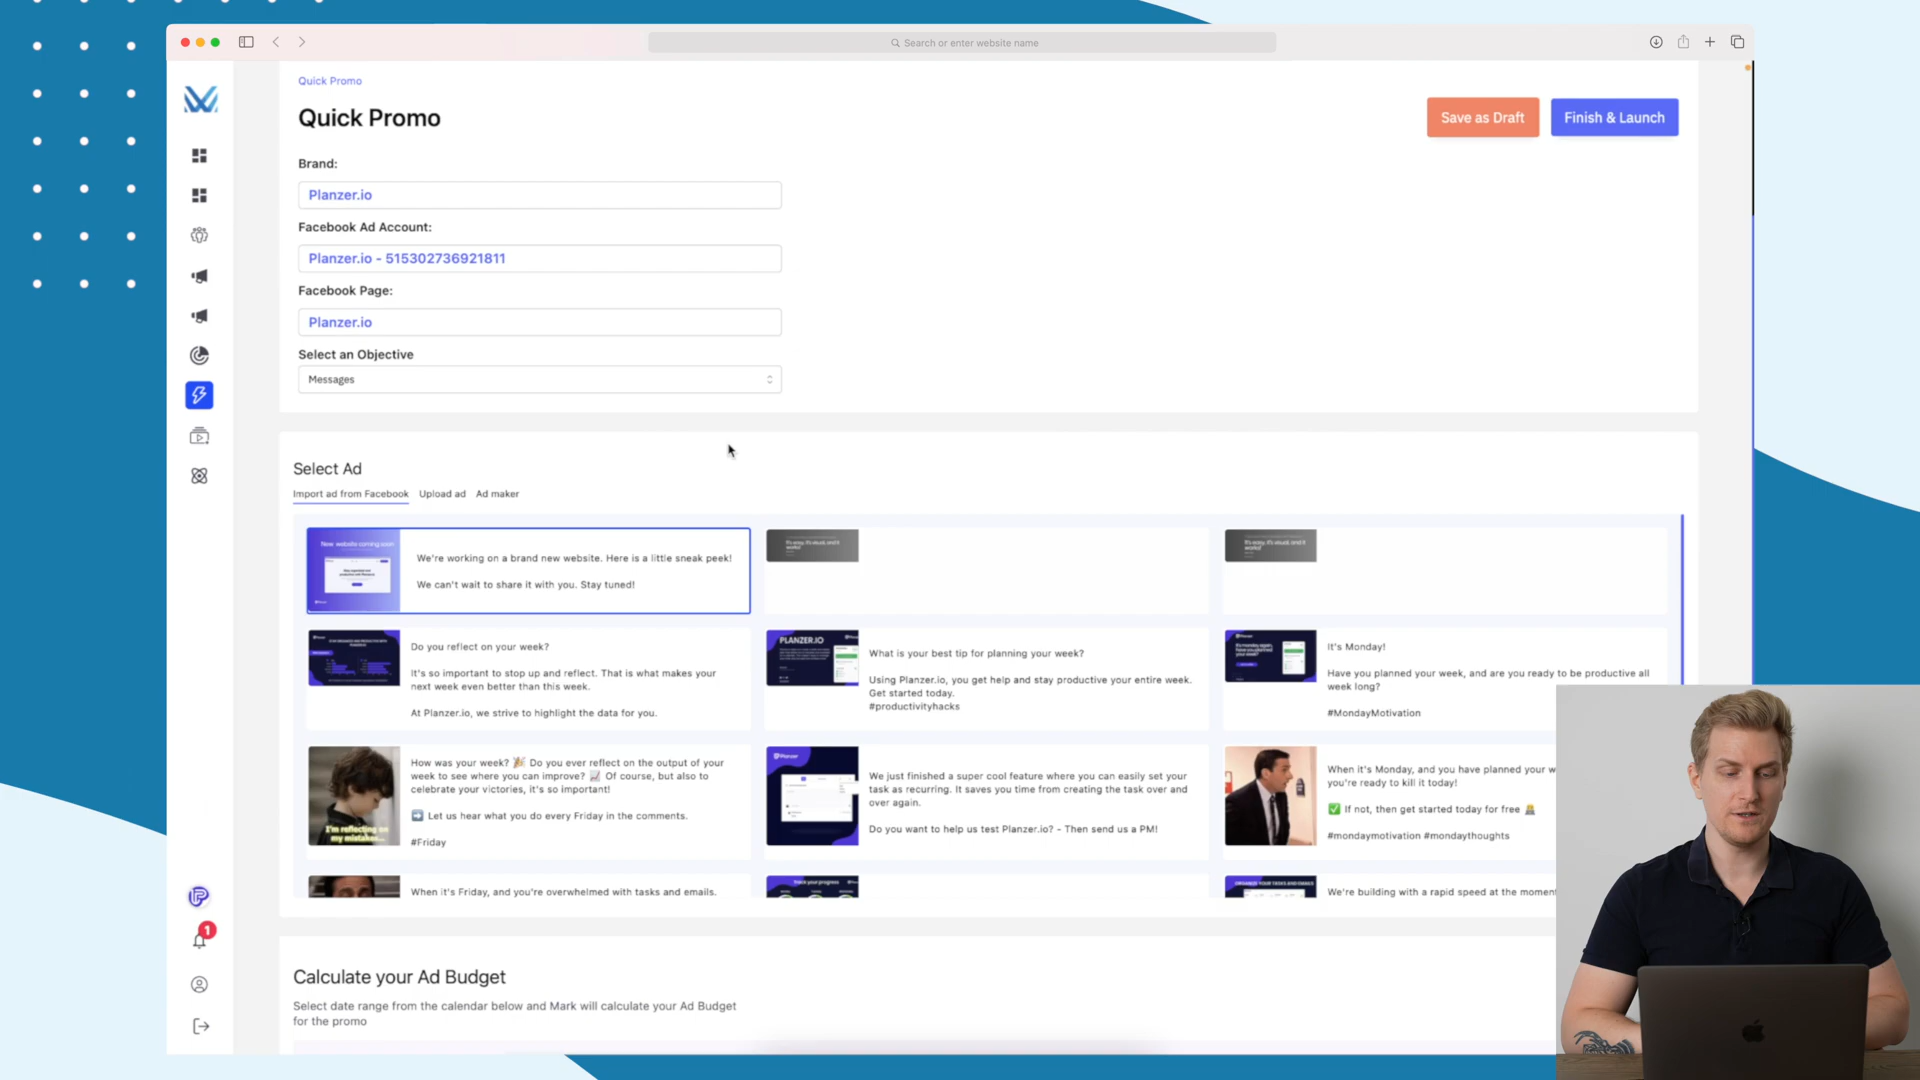 Search or enter website name
Quick Promo
Quick Promo
Save as Draft
Finish & Launch
Brand:
Planzer.io
Facebook Ad Account:
Planzer.io - 515302736921811
Facebook Page:
Planzer.io
Select an Objective
Messages
Select Ad
Import ad from Facebook
Upload ad
Ad maker
New website coming soon
We're working on a brand new website. Here is a little sneak peek!
We can't wait to share it with you. Stay tuned!
It's easy, it's visual, and it
It's easy, it's visual, and it
Do you reflect on your week?
It's so important to stop up and reflect. That is what makes your
next week even better than this week.
At Planzer.io, we strive to highlight the data for you.
PLANZER.IO
What is your best tip for planning your week?
Using Planzer.io, you get help and stay productive your entire week.
Get started today.
#productivityhacks
It's Monday!
Have you planned your week, and are you ready to be productive all
week long?
#MondayMotivation
I'm reflecting on
my mistakes...
How was your week? 🎉 Do you ever reflect on the output of your
week to see where you can improve? 📈 Of course, but also to
celebrate your victories, it's so important!
➡️ Let us hear what you do every Friday in the comments.
#Friday
We just finished a super cool feature where you can easily set your
task as recurring. It saves you time from creating the task over and
over again.
Do you want to help us test Planzer.io? - Then send us a PM!
When it's Monday, and you have planned your w
you're ready to kill it today!
✅ If not, then get started today for free
#mondaymotivation #mondaythoughts
When it's Friday, and you're overwhelmed with tasks and emails.
Track your progress
ORGANIZE YOUR TASKS AND EMAILS
We're building with a rapid speed at the momen
1
Calculate your Ad Budget
Select date range from the calendar below and Mark will calculate your Ad Budget
for the promo